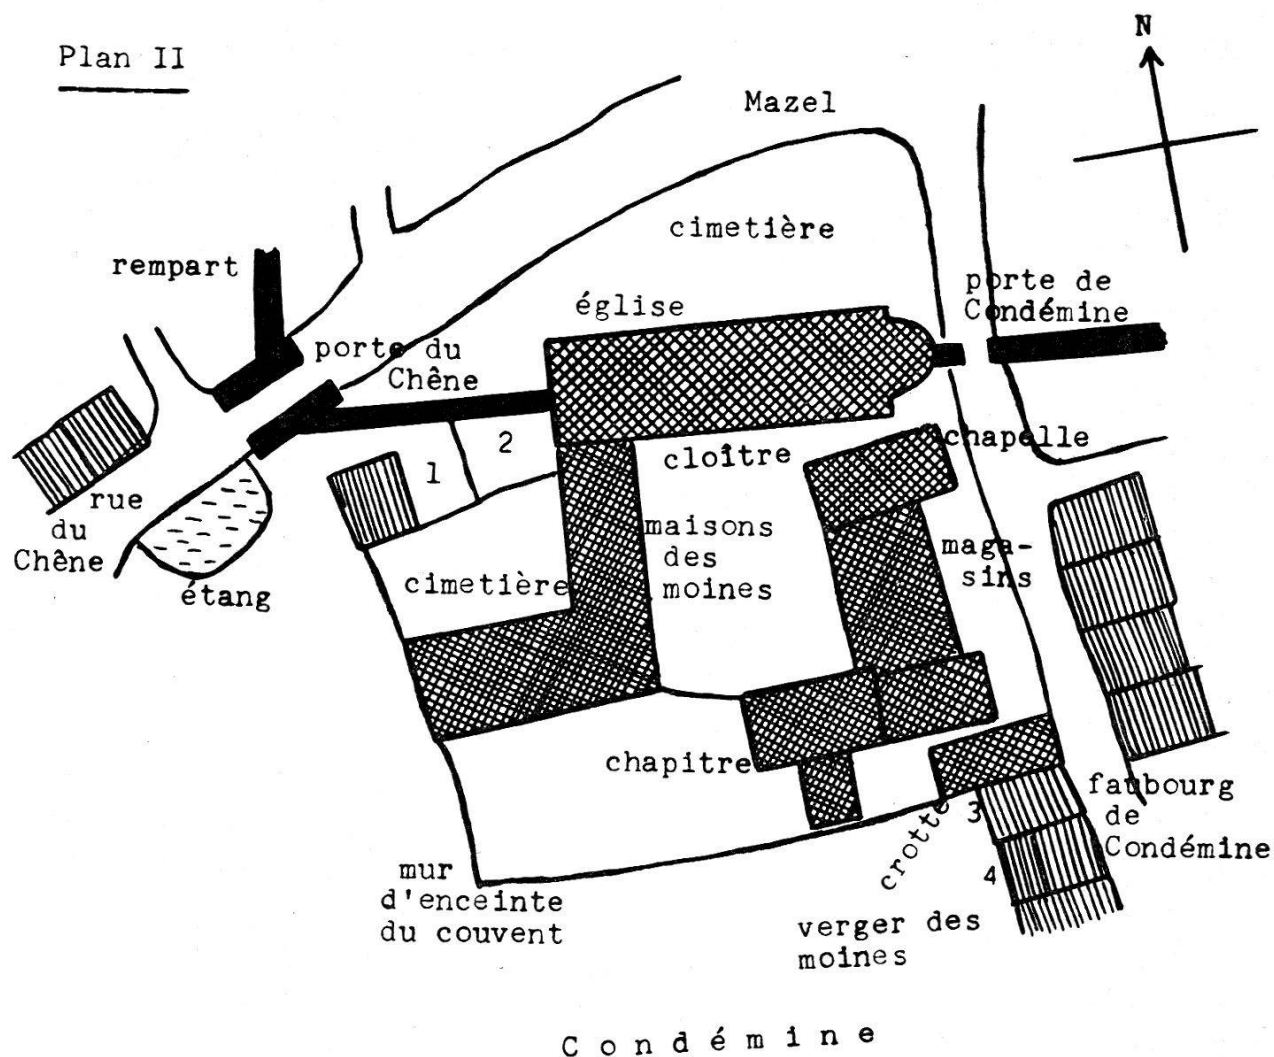 Plan II
N
Mazel
cimetière
rempart
église
porte de
Condémine
porte du
Chêne
1
2
cloître
chapelle
rue
du
Chêne
étang
cimetière
maisons
des
moines
maga-
sins
chapitre
crotte
3
4
faubourg
de
Condémine
mur
d'enceinte
du couvent
verger des
moines
Condémine